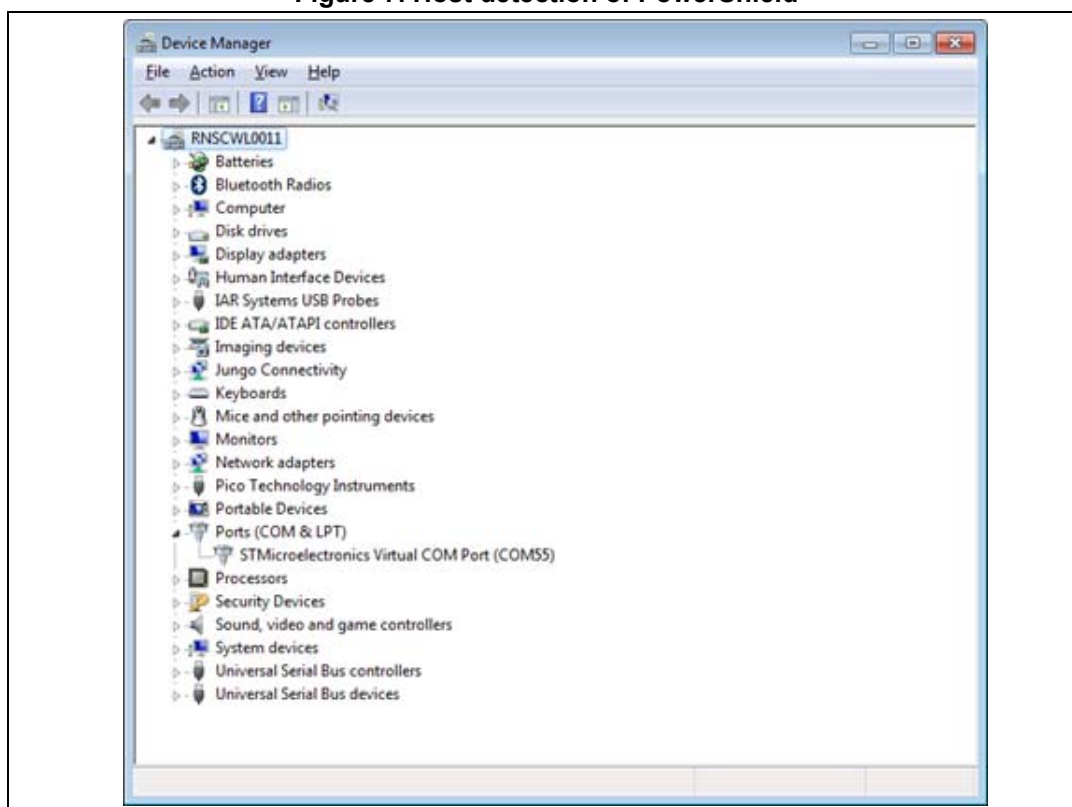 Figure 7. Host detection of PowerShield
Device Manager
File Action View Help
RNSCWL0011
Batteries
Bluetooth Radios
Computer
Disk drives
Display adapters
Human Interface Devices
IAR Systems USB Probes
IDE ATA/ATAPI controllers
Imaging devices
Jungo Connectivity
Keyboards
Mice and other pointing devices
Monitors
Network adapters
Pico Technology Instruments
Portable Devices
Ports (COM & LPT)
STMicroelectronics Virtual COM Port (COM55)
Processors
Security Devices
Sound, video and game controllers
System devices
Universal Serial Bus controllers
Universal Serial Bus devices